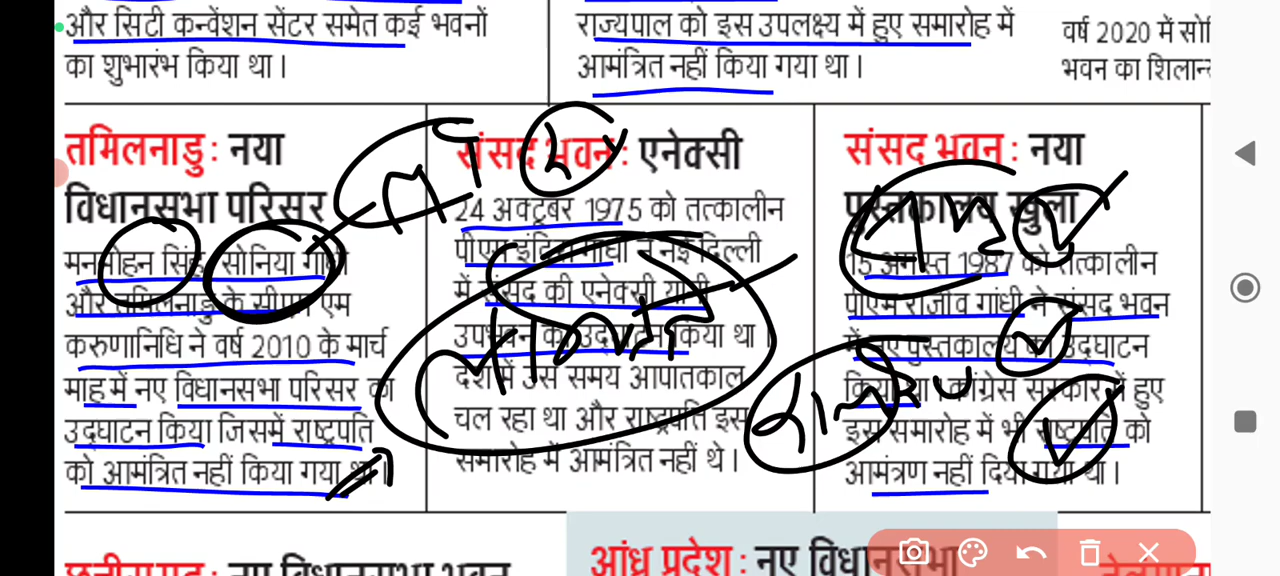 और सिटी कन्वेंशन सेंटर समेत कई भवनों
का शुभारंभ किया था।
राज्यपाल को इस उपलक्ष्य में हुए समारोह में
आमंत्रित नहीं किया गया था।
वर्ष 2020 में
भवन का
तमिलनाडु: नया
विधानसभा परिसर
मनमोहन सिंह, सोनिया गांधी
और तमिलनाडु के सीएम एम
करुणानिधि ने वर्ष 2010 के मार्च
माह में नए विधानसभा परिसर का
उद्घाटन किया जिसमें राष्ट्रपति
को आमंत्रित नहीं किया गया था।
संसद भवन: एनेक्सी
24 अक्टूबर 1975 को तत्कालीन
पीएम इंदिरा गांधी ने नई दिल्ली
में संसद की एनेक्सी यानी
उपभवन का उद्घाटन किया था
देश में उस समय आपातकाल
चल रहा था और राष्ट्रपति इस
समारोह में आमंत्रित नहीं थे।
संसद भवन: नया
पुस्तकालय खुला
15 अगस्त 1987 को तत्कालीन
पीएम राजीव गांधी ने संसद भवन
में नए पुस्तकालय का उद्घाटन
किया था कांग्रेस सरकार में हुए
इस समारोह में भी राष्ट्रपति को
आमंत्रण नहीं दिया गया था।
आंध्र प्रदेश: नए विधानसभा